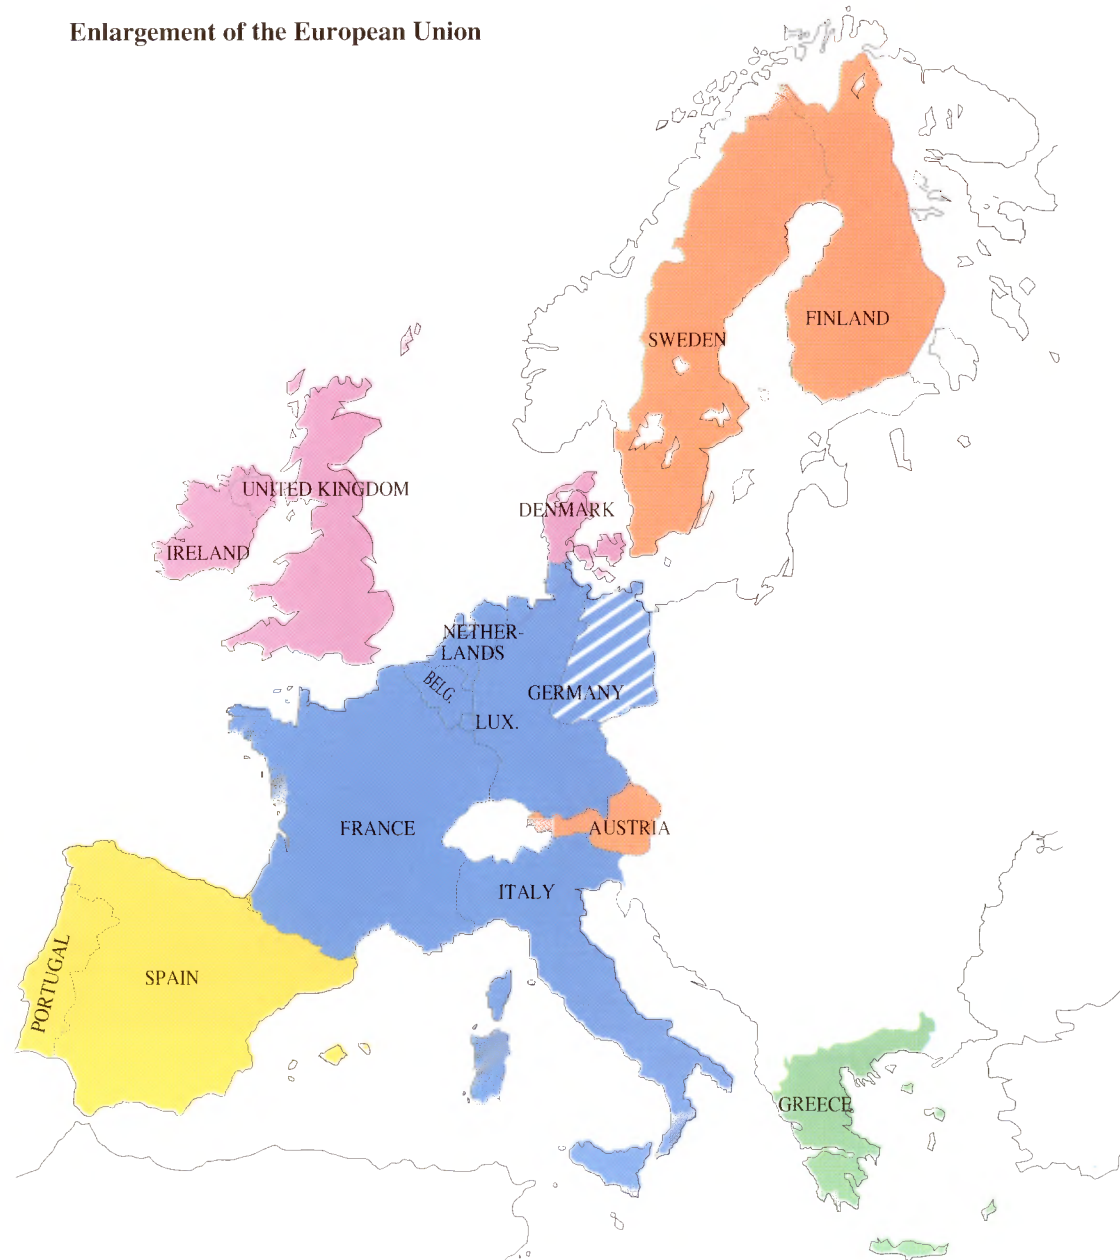 Enlargement of the European Union
FINLAND
SWEDEN
UNITED KINGDOM
DENMARK
IRELAND
NETHER-
LANDS
BELG.
GERMANY
LUX.
FRANCE
AUSTRIA
ITALY
PORTUGAL
SPAIN
GREECE